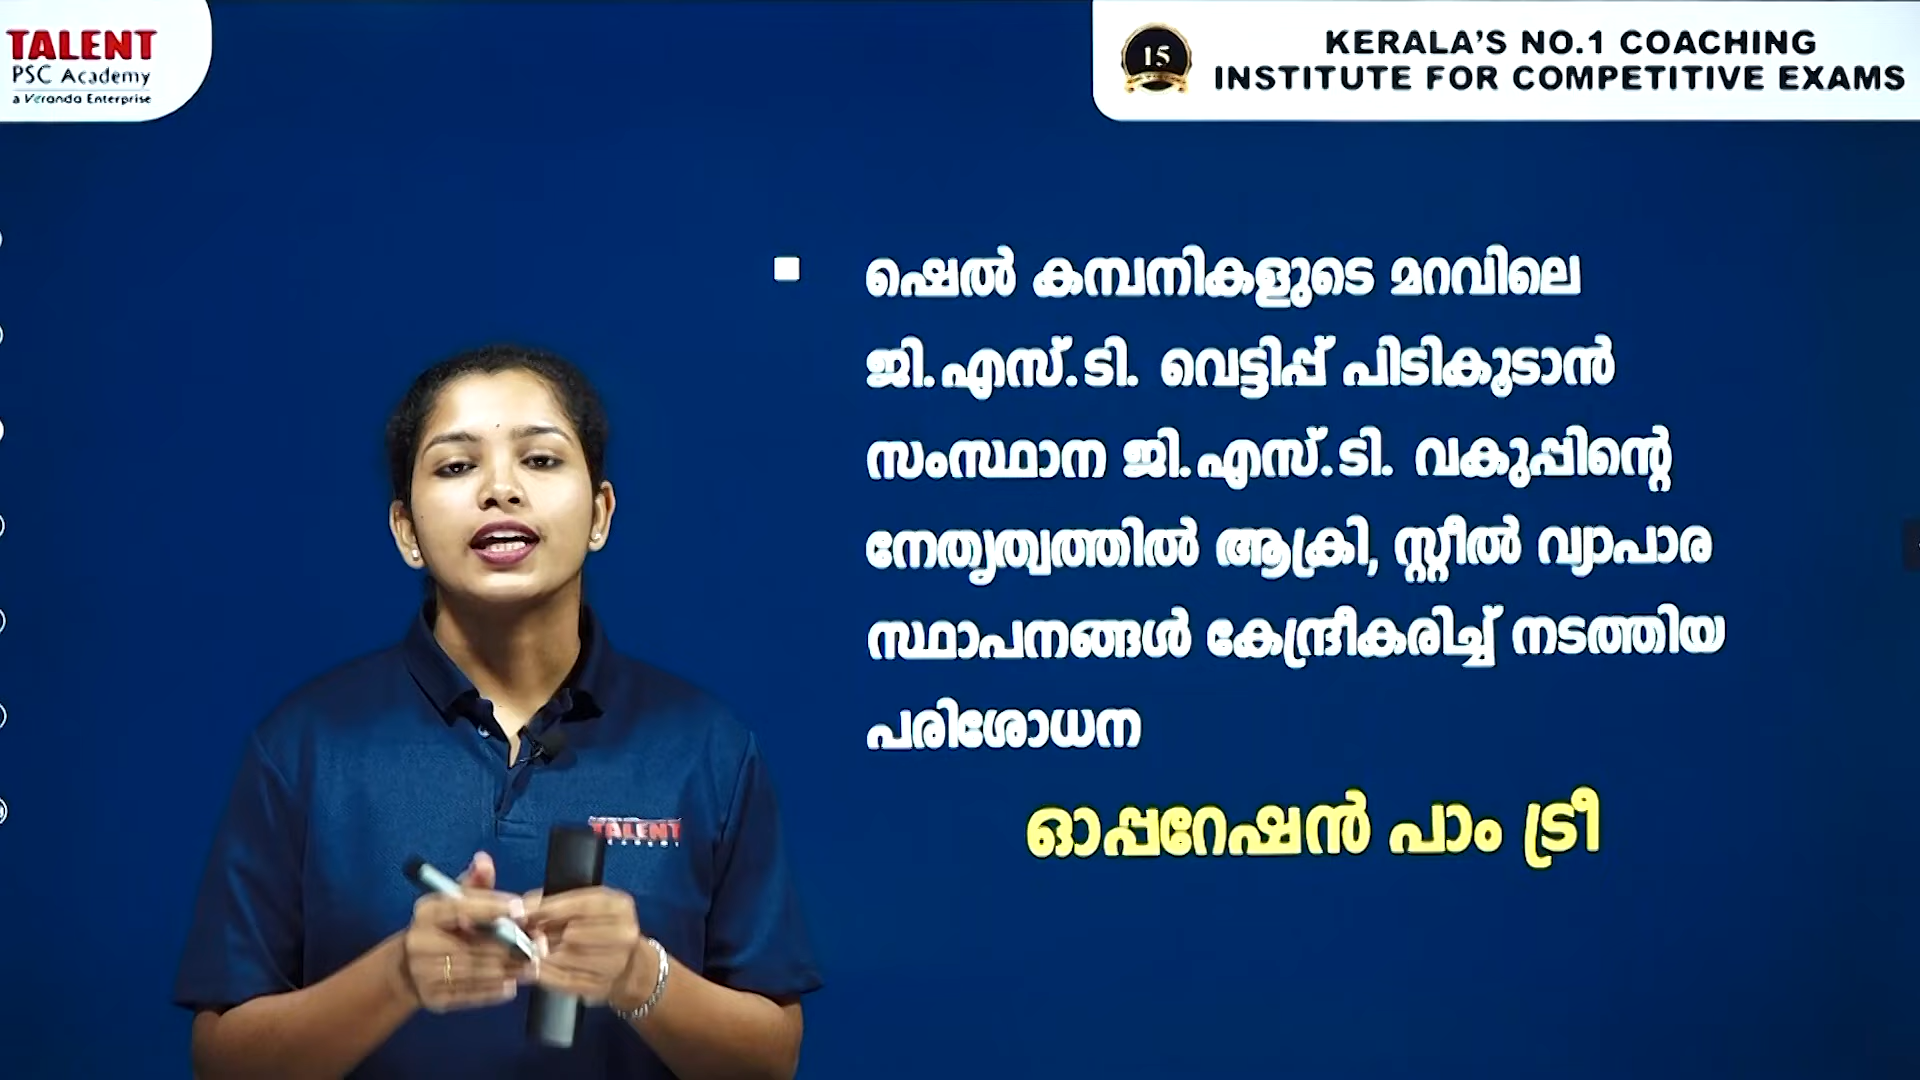 TALENT
PSC Academy
a Veranda Enterprise
15
KERALA'S NO.1 COACHING
INSTITUTE FOR COMPETITIVE EXAMS
ഷെൽ കമ്പനികളുടെ മറവിലെ
ജി.എസ്.ടി. വെട്ടിപ്പ് പിടികൂടാൻ
സംസ്ഥാന ജി.എസ്.ടി. വകുപ്പിന്റെ
നേതൃത്വത്തിൽ ആക്രി, സ്റ്റീൽ വ്യാപാര
സ്ഥാപനങ്ങൾ കേന്ദ്രീകരിച്ച് നടത്തിയ
പരിശോധന
ഓപ്പറേഷൻ പാം ട്രീ
TALENT
ACADEMY